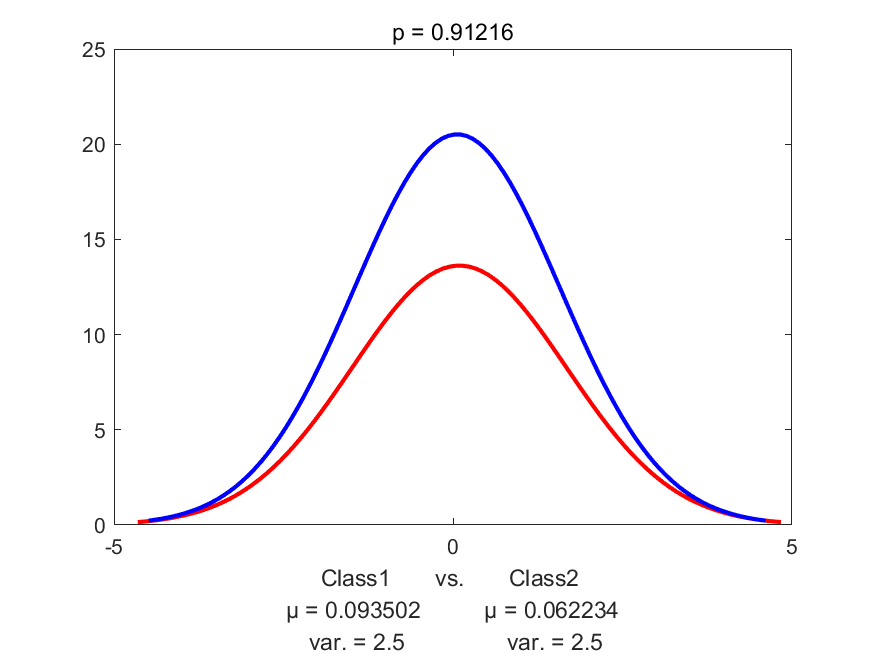 p = 0.91216
25
20
15
10
5
0
-5 0 5
Class1 vs. Class2
μ = 0.093502 μ = 0.062234
var. = 2.5 var. = 2.5